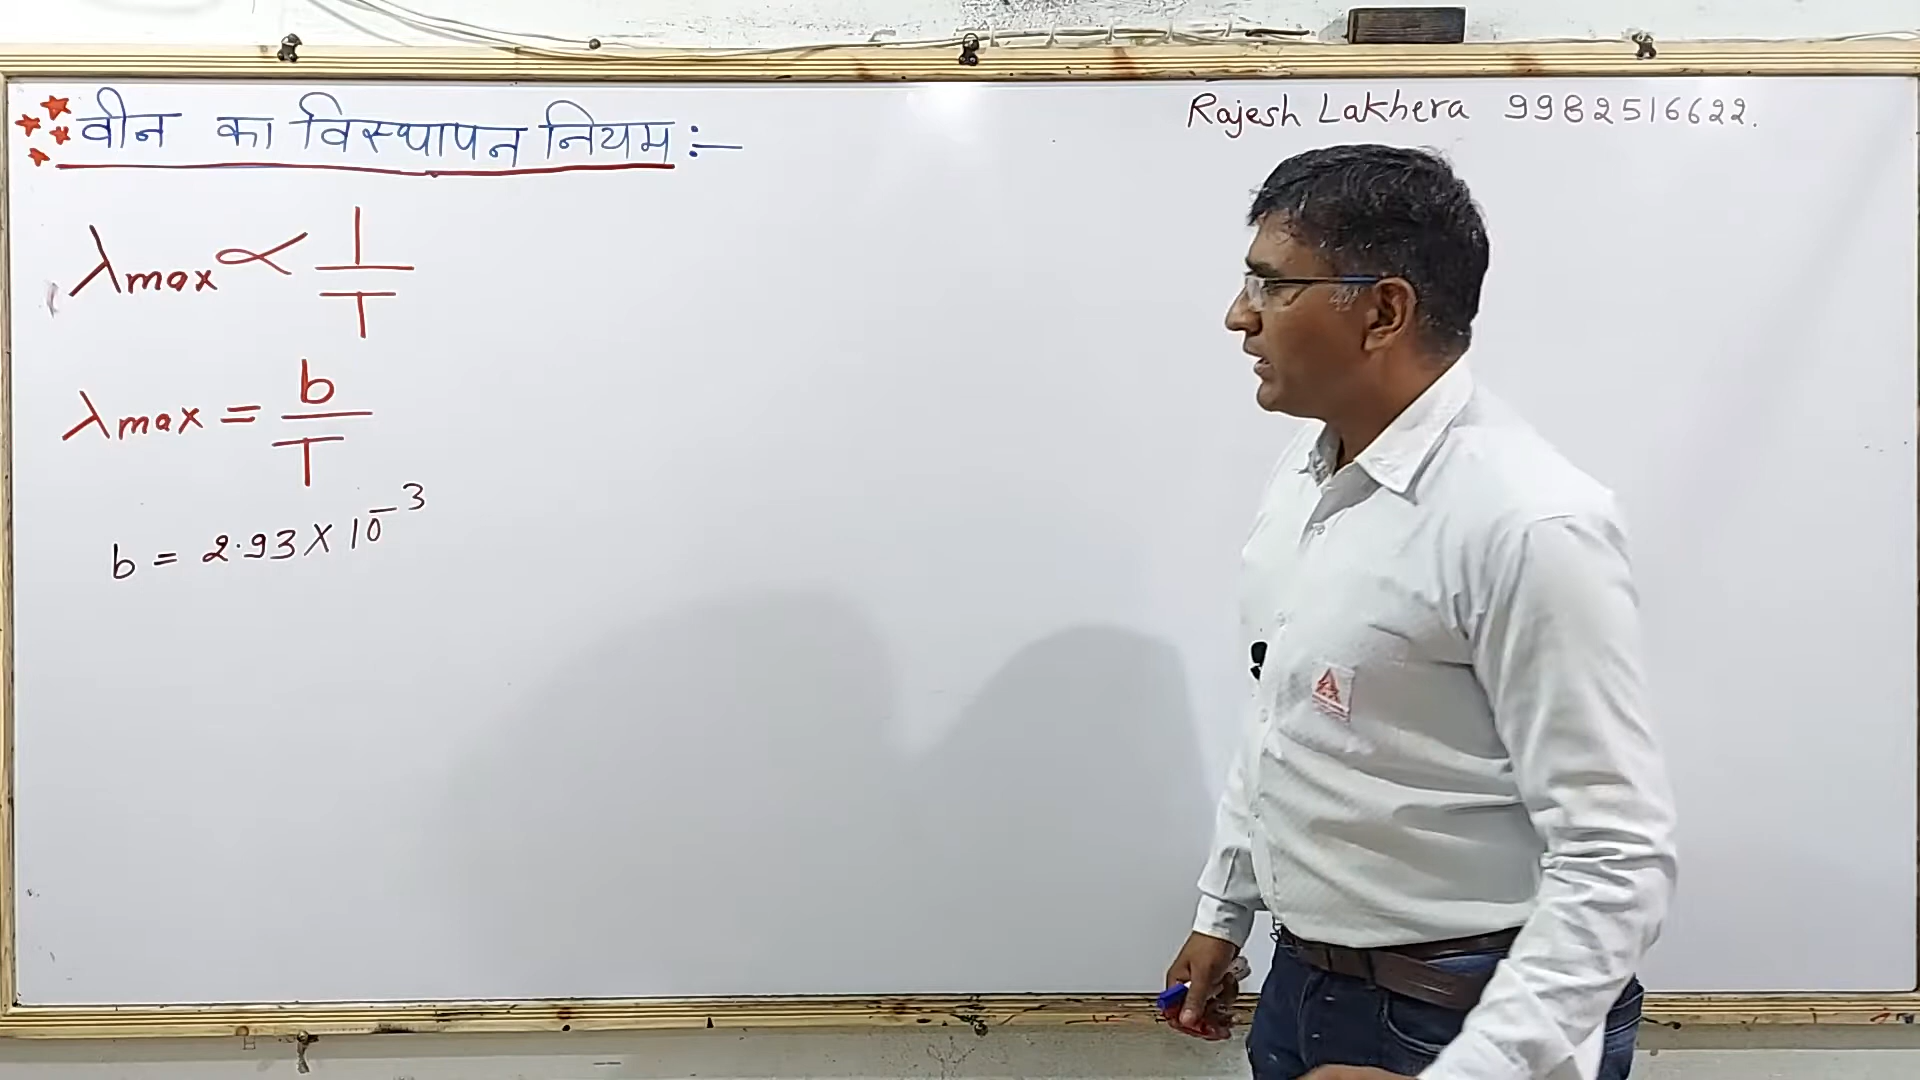 वीन का विस्थापन नियम :-
Rajesh Lakhera 9982516622.
λmax ∝ 1/T
λmax = b/T
b = 2.93 X 10⁻³